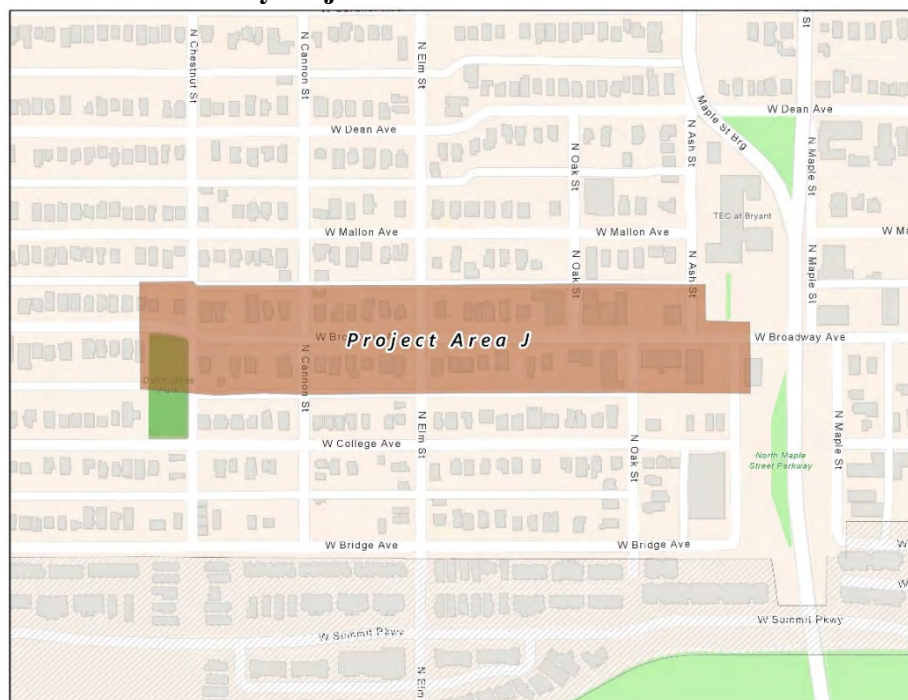 N Chestnut St
N Cannon St
N Elm St
St
W Dean Ave
Maple St Brg
W Dean Ave
N Oak St
N Ash St
N Maple St
TEC at Bryant
W Mallon Ave
W Mallon Ave
N Oak St
N Ash St
N Maple St
Project Area J
W Broadway Ave
N Cannon St
Park
N Elm St
W College Ave
N Oak St
N Maple St
North Maple
Street Parkway
W Bridge Ave
W Bridge Ave
W
W
W Summit Pkwy
W Summit Pkwy
N Elm